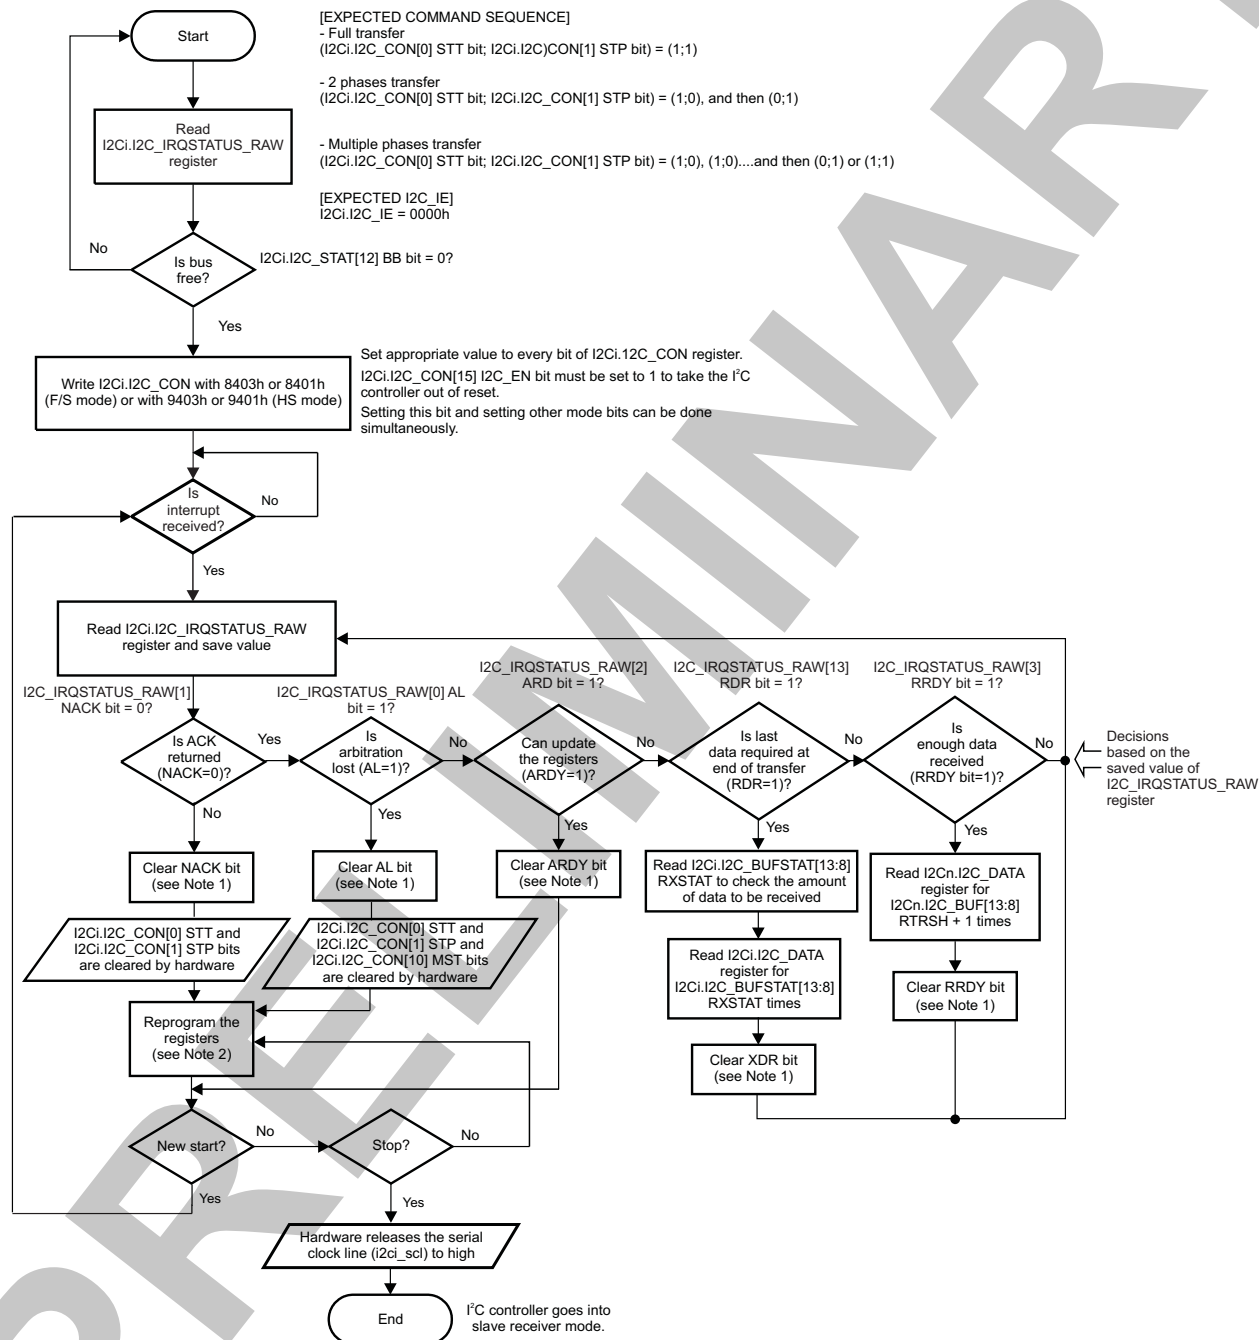 Start
[EXPECTED COMMAND SEQUENCE]
- Full transfer
(I2Ci.I2C_CON[0] STT bit; I2Ci.I2C)CON[1] STP bit) = (1;1)
- 2 phases transfer
(I2Ci.I2C_CON[0] STT bit; I2Ci.I2C_CON[1] STP bit) = (1;0), and then (0;1)
- Multiple phases transfer
(I2Ci.I2C_CON[0] STT bit; I2Ci.I2C_CON[1] STP bit) = (1;0), (1;0)....and then (0;1) or (1;1)
[EXPECTED I2C_IE]
I2Ci.I2C_IE = 0000h
Read
I2Ci.I2C_IRQSTATUS_RAW
register
No
Is bus
free?
I2Ci.I2C_STAT[12] BB bit = 0?
Yes
Write I2Ci.I2C_CON with 8403h or 8401h
(F/S mode) or with 9403h or 9401h (HS mode)
Set appropriate value to every bit of I2Ci.12C_CON register.
I2Ci.I2C_CON[15] I2C_EN bit must be set to 1 to take the I²C
controller out of reset.
Setting this bit and setting other mode bits can be done
simultaneously.
Is
interrupt
received?
No
Yes
Read I2Ci.I2C_IRQSTATUS_RAW
register and save value
I2C_IRQSTATUS_RAW[1]
NACK bit = 0?
I2C_IRQSTATUS_RAW[0] AL
bit = 1?
I2C_IRQSTATUS_RAW[2]
ARD bit = 1?
I2C_IRQSTATUS_RAW[13]
RDR bit = 1?
I2C_IRQSTATUS_RAW[3]
RRDY bit = 1?
Is ACK
returned
(NACK=0)?
Yes
Is
arbitration
lost (AL=1)?
No
Can update
the registers
(ARDY=1)?
No
Is last
data required at
end of transfer
(RDR=1)?
No
Is
enough data
received
(RRDY bit=1)?
No
Decisions
based on the
saved value of
I2C_IRQSTATUS_RAW
register
No
Yes
Yes
Yes
Yes
Clear NACK bit
(see Note 1)
Clear AL bit
(see Note 1)
Clear ARDY bit
(see Note 1)
Read I2Ci.I2C_BUFSTAT[13:8]
RXSTAT to check the amount
of data to be received
Read I2Cn.I2C_DATA
register for
I2Cn.I2C_BUF[13:8]
RTRSH + 1 times
I2Ci.I2C_CON[0] STT and
I2Ci.I2C_CON[1] STP bits
are cleared by hardware
I2Ci.I2C_CON[0] STT and
I2Ci.I2C_CON[1] STP and
I2Ci.I2C_CON[10] MST bits
are cleared by hardware
Read I2Ci.I2C_DATA
register for
I2Ci.I2C_BUFSTAT[13:8]
RXSTAT times
Clear RRDY bit
(see Note 1)
Reprogram the
registers
(see Note 2)
Clear XDR bit
(see Note 1)
New start?
No
Stop?
No
Yes
Yes
Hardware releases the serial
clock line (i2ci_scl) to high
End
I²C controller goes into
slave receiver mode.
PRELIMINARY